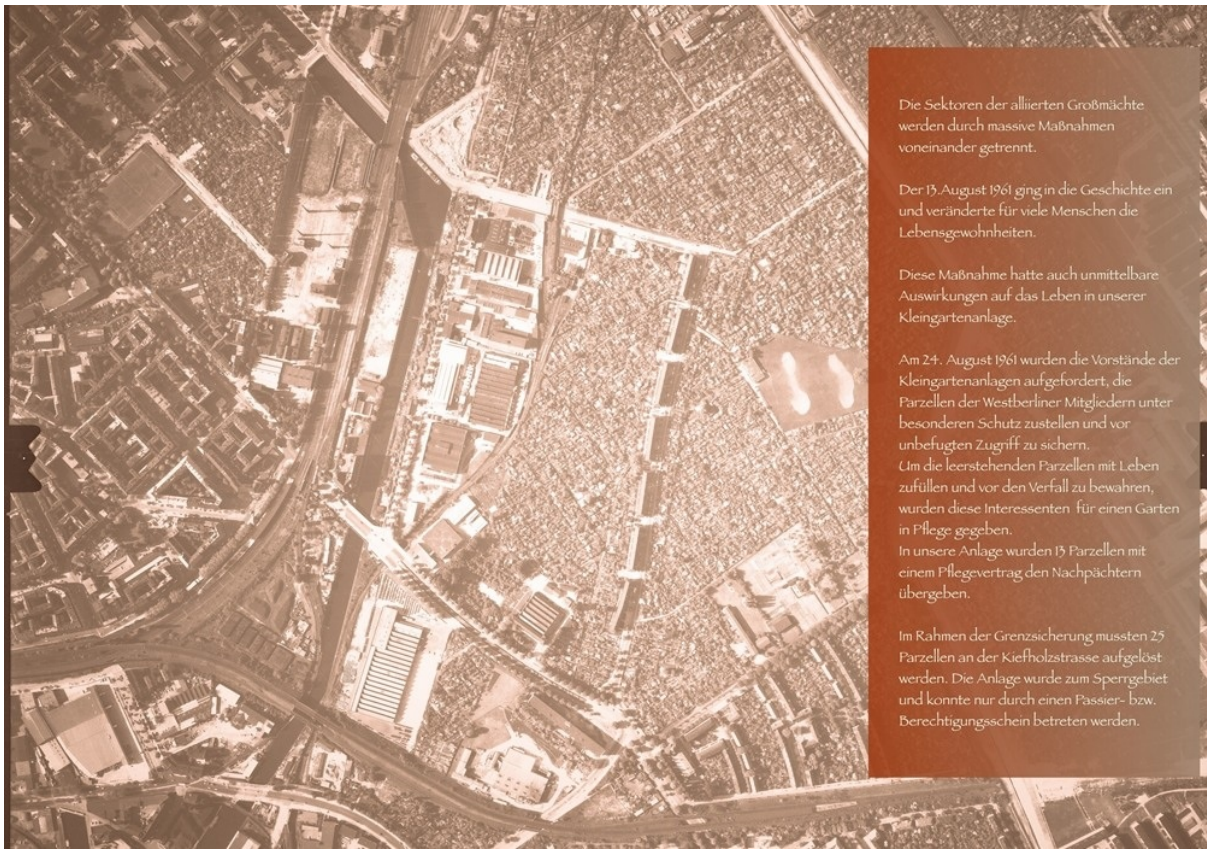 Die Sektoren der alliierten Großmächte
werden durch massive Maßnahmen
voneinander getrennt.
Der 13.August 1961 ging in die Geschichte ein
und veränderte für viele Menschen die
Lebensgewohnheiten.
Diese Maßnahme hatte auch unmittelbare
Auswirkungen auf das Leben in unserer
Kleingartenanlage.
Am 24. August 1961 wurden die Vorstände der
Kleingartenanlagen aufgefordert, die
Parzellen der Westberliner Mitgliedern unter
besonderen Schutz zustellen und vor
unbefugten Zugriff zu sichern.
Um die leerstehenden Parzellen mit Leben
zufüllen und vor den Verfall zu bewahren,
wurden diese Interessenten für einen Garten
in Pflege gegeben.
In unsere Anlage wurden 13 Parzellen mit
einem Pflegevertrag den Nachpächtern
übergeben.
Im Rahmen der Grenzsicherung mussten 25
Parzellen an der Kiefholzstrasse aufgelöst
werden. Die Anlage wurde zum Sperrgebiet
und konnte nur durch einen Passier- bzw.
Berechtigungsschein betreten werden.